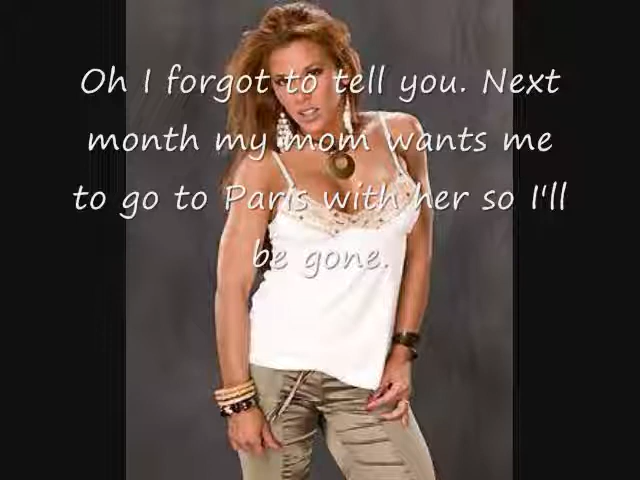 Oh I forgot to tell you. Next
month my mom wants me
to go to Paris with her so I'll
be gone.